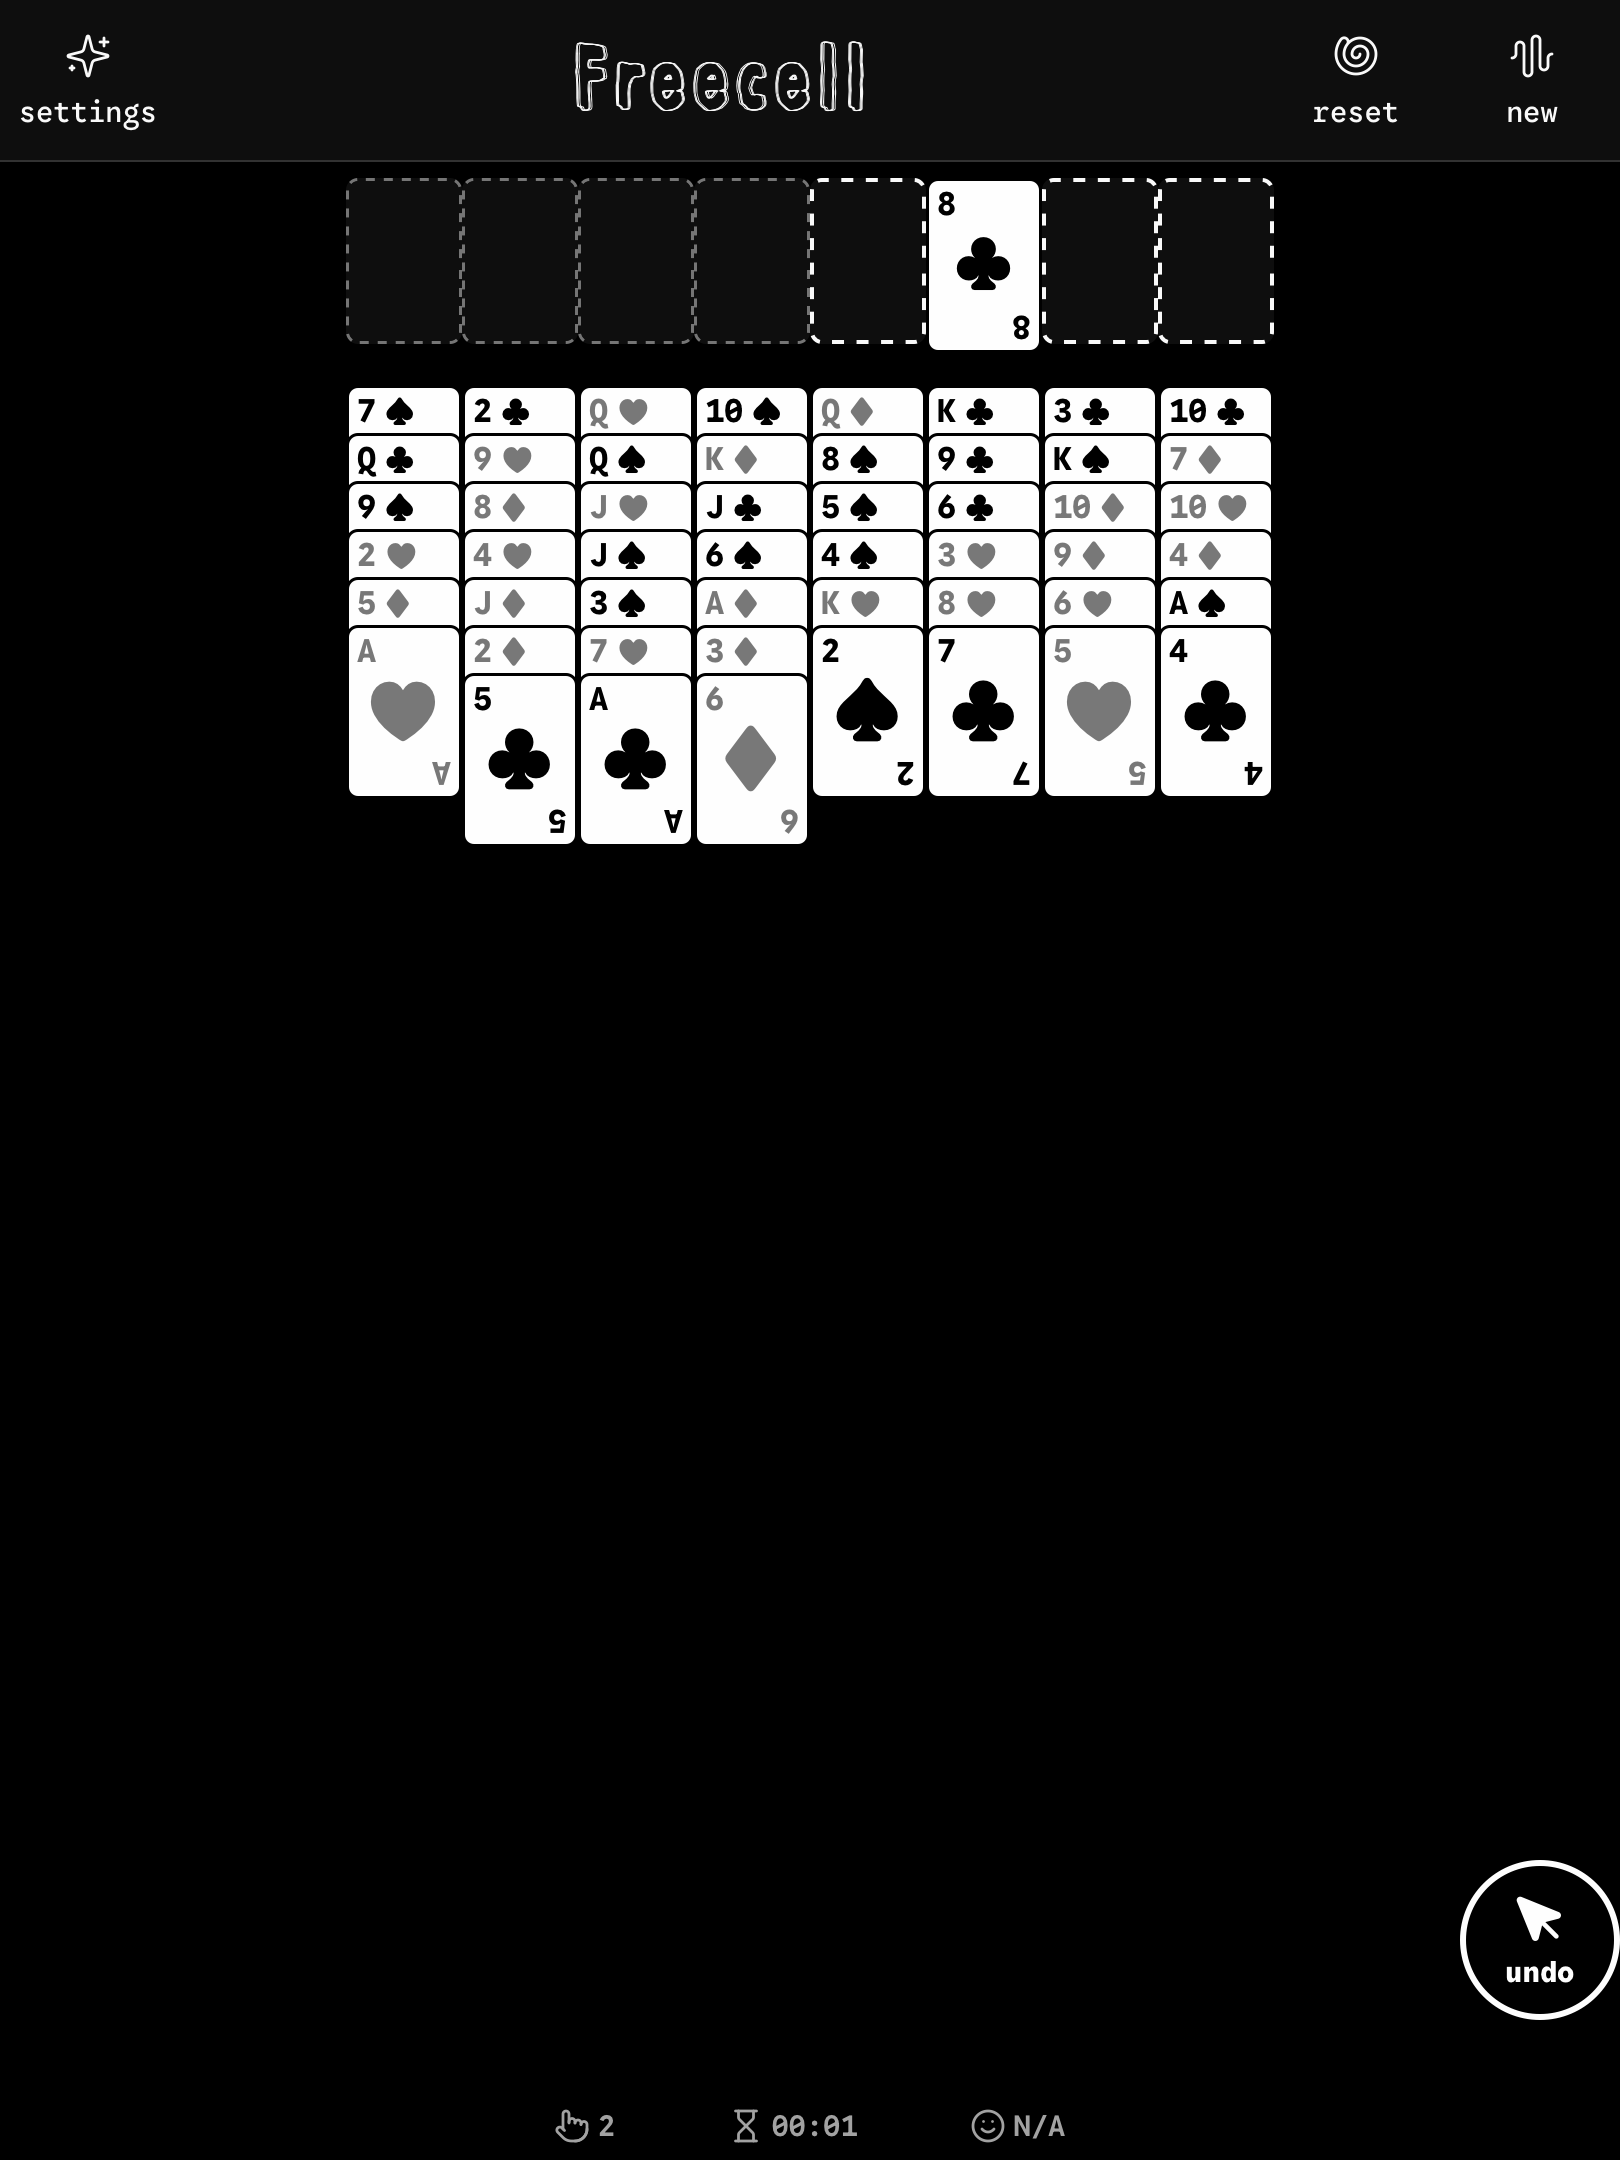 settings
Freecell
reset
new
8
8
7 2 Q 10 Q K 3 10
Q 9 Q K 8 9 K 7
9 8 J J 5 6 10 10
2 4 J 6 4 3 9 4
5 J 3 A K 8 6 A
A 2 7 3 2 7 5 4
5 A 6
A 2 7 5 4
5 A 6
undo
2 00:01 N/A